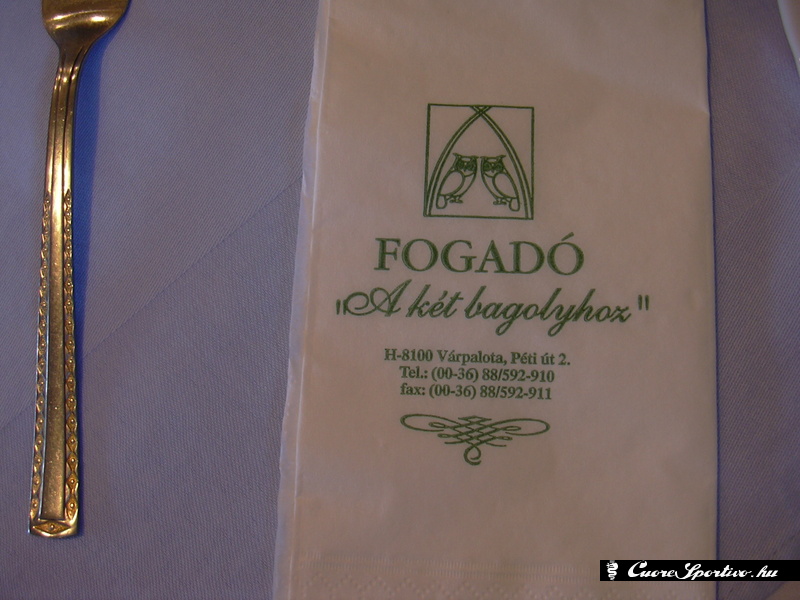 FOGADÓ
"A két bagolyhoz"
H-8100 Várpalota, Péti út 2.
Tel.: (00-36) 88/592-910
fax: (00-36) 88/592-911
CuoreSportivo.hu